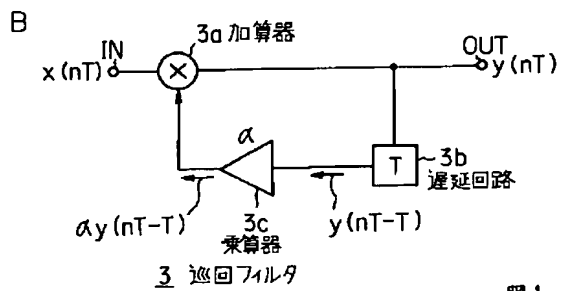 B
3a 加算器
IN
x(nT)
OUT
y(nT)
α
T
3b
遅延回路
αy(nT-T)
3c
乗算器
y(nT-T)
3 巡回フィルタ